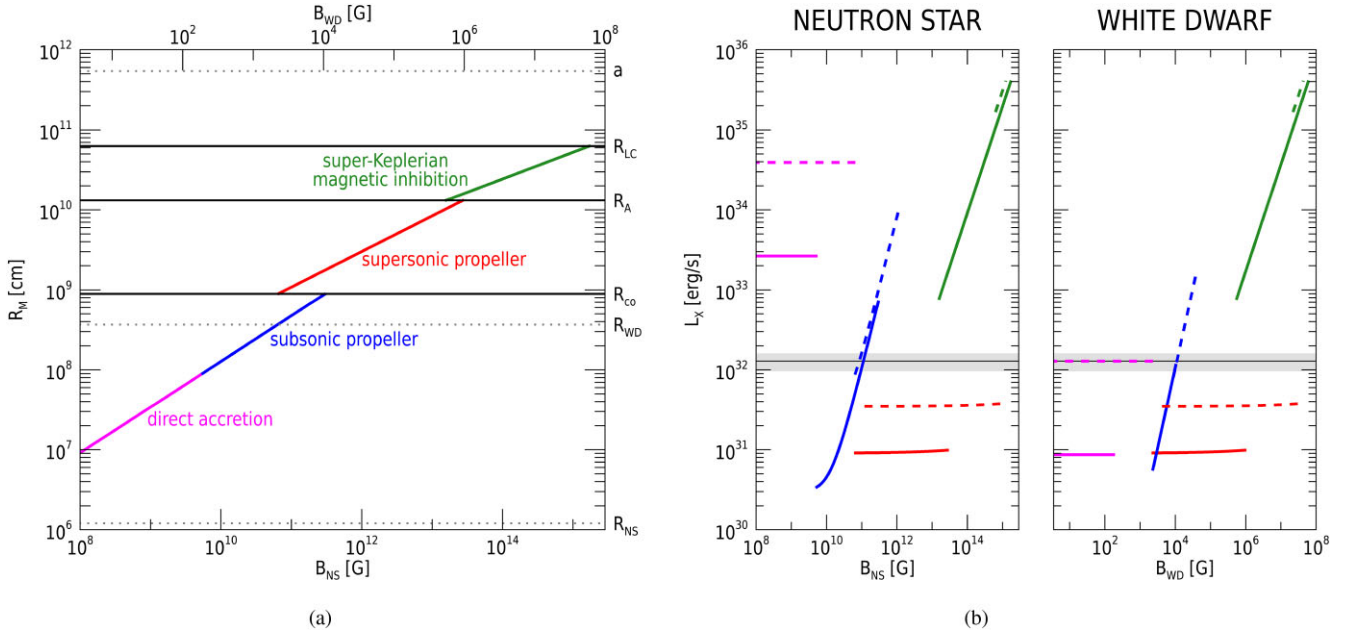 B_WD [G]
10^2 10^4 10^6 10^8
10^12
10^11
10^10
10^9
10^8
10^7
10^6
R_M [cm]
a
R_LC
R_A
R_co
R_WD
R_NS
super-Keplerian
magnetic inhibition
supersonic propeller
subsonic propeller
direct accretion
10^8 10^10 10^12 10^14
B_NS [G]
(a)
NEUTRON STAR WHITE DWARF
10^36
10^35
10^34
10^33
10^32
10^31
10^30
L_X [erg/s]
10^8 10^10 10^12 10^14
B_NS [G]
10^2 10^4 10^6 10^8
B_WD [G]
(b)